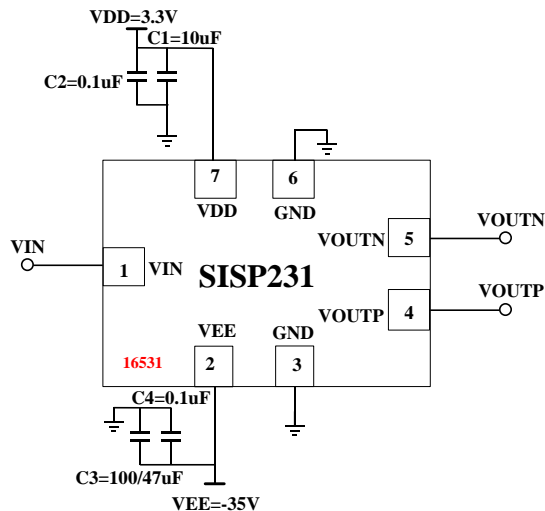 VDD=3.3V
C1=10uF
C2=0.1uF
7
6
VDD
GND
VOUTN
5
VOUTN
VIN
1
VIN
SISP231
VOUTP
4
VOUTP
VEE
GND
16531
2
3
C4=0.1uF
C3=100/47uF
VEE=-35V